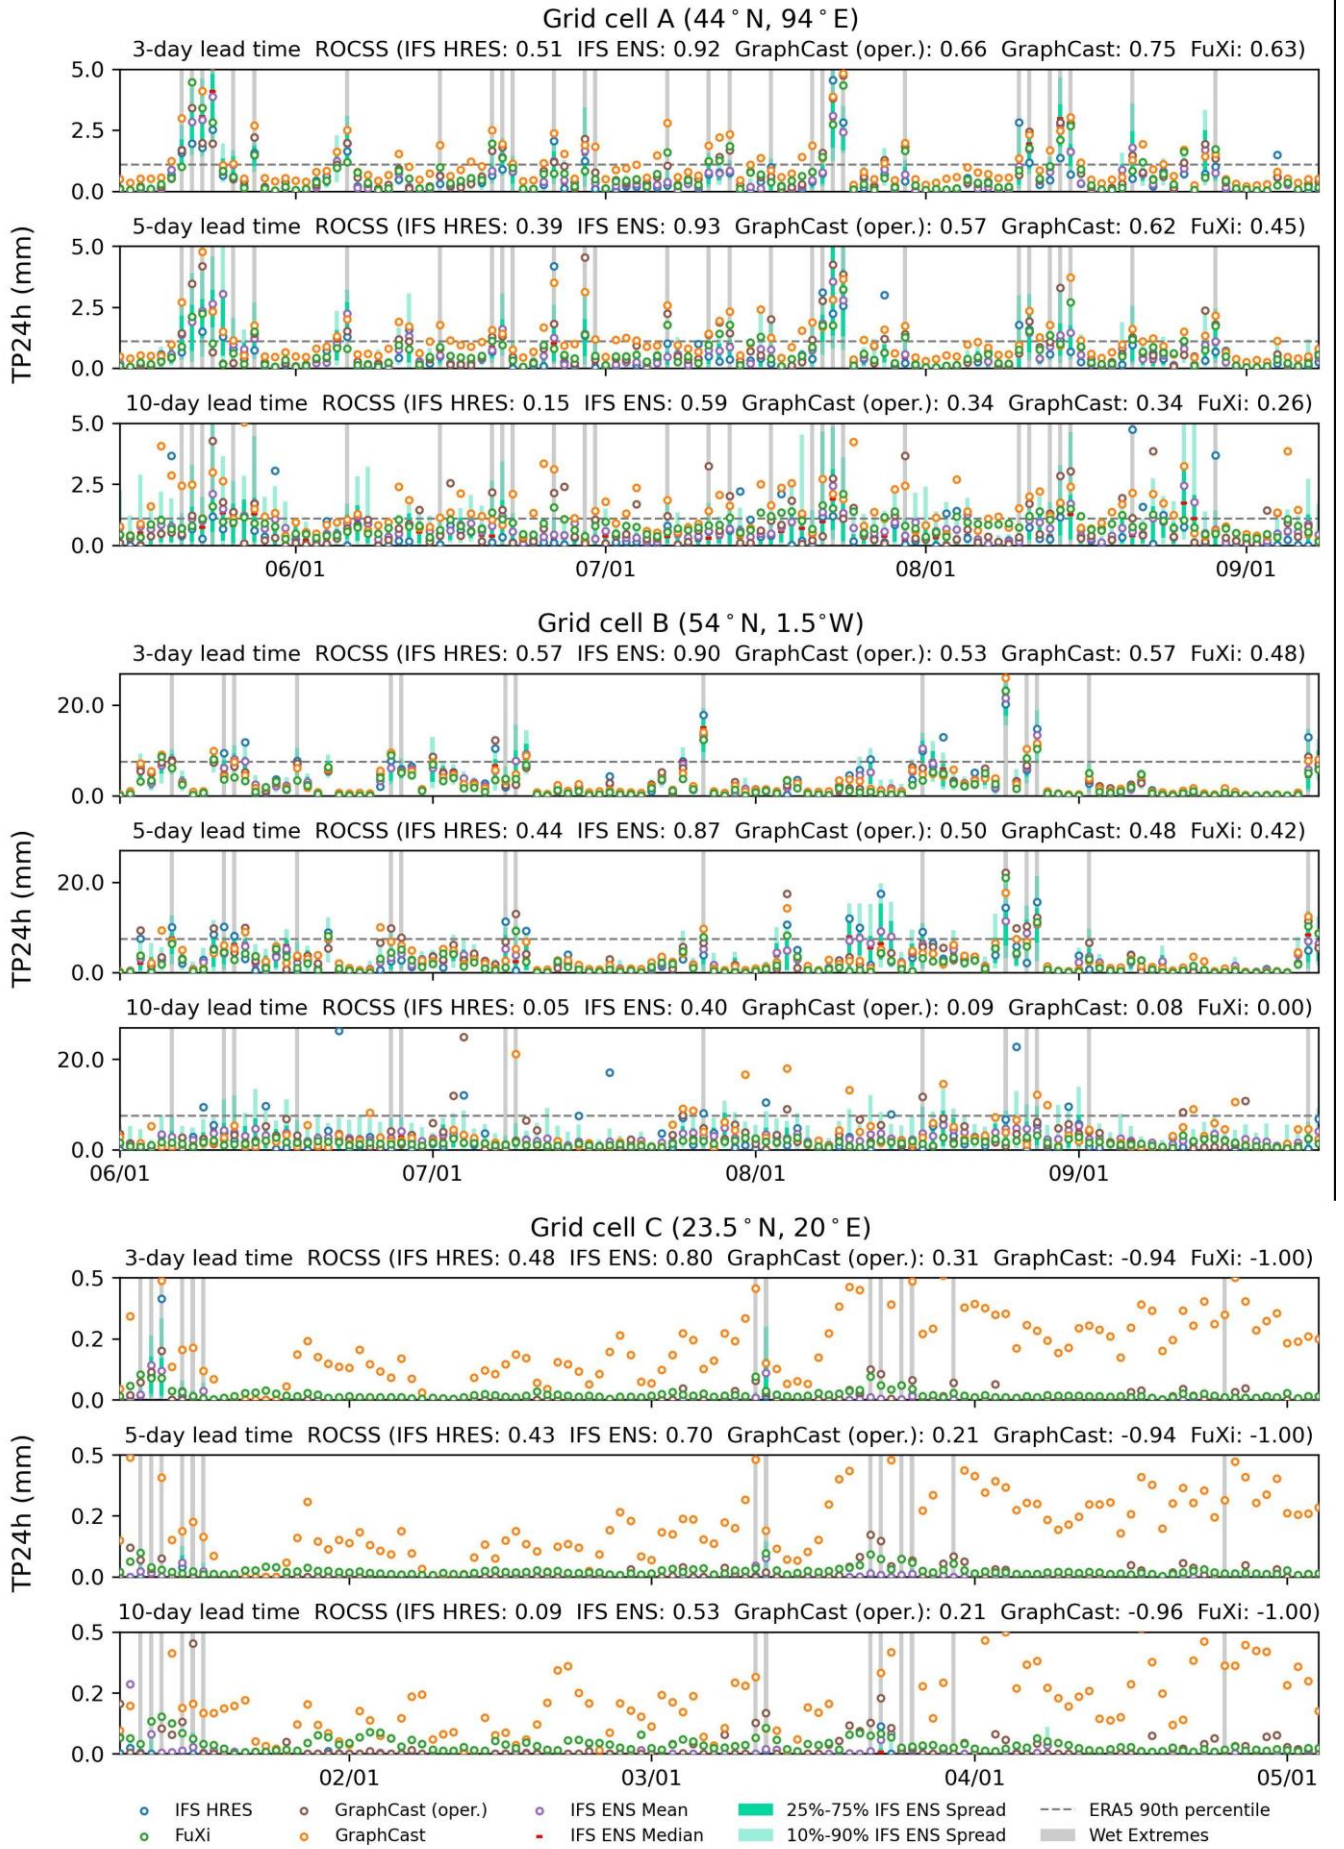 Grid cell A (44°N, 94°E)
3-day lead time ROCSS (IFS HRES: 0.51 IFS ENS: 0.92 GraphCast (oper.): 0.66 GraphCast: 0.75 FuXi: 0.63)
5.0
2.5
0.0
5-day lead time ROCSS (IFS HRES: 0.39 IFS ENS: 0.93 GraphCast (oper.): 0.57 GraphCast: 0.62 FuXi: 0.45)
5.0
2.5
0.0
TP24h (mm)
10-day lead time ROCSS (IFS HRES: 0.15 IFS ENS: 0.59 GraphCast (oper.): 0.34 GraphCast: 0.34 FuXi: 0.26)
5.0
2.5
0.0
06/01 07/01 08/01 09/01
Grid cell B (54°N, 1.5°W)
3-day lead time ROCSS (IFS HRES: 0.57 IFS ENS: 0.90 GraphCast (oper.): 0.53 GraphCast: 0.57 FuXi: 0.48)
20.0
0.0
5-day lead time ROCSS (IFS HRES: 0.44 IFS ENS: 0.87 GraphCast (oper.): 0.50 GraphCast: 0.48 FuXi: 0.42)
20.0
0.0
TP24h (mm)
10-day lead time ROCSS (IFS HRES: 0.05 IFS ENS: 0.40 GraphCast (oper.): 0.09 GraphCast: 0.08 FuXi: 0.00)
20.0
0.0
06/01 07/01 08/01 09/01
Grid cell C (23.5°N, 20°E)
3-day lead time ROCSS (IFS HRES: 0.48 IFS ENS: 0.80 GraphCast (oper.): 0.31 GraphCast: -0.94 FuXi: -1.00)
0.5
0.2
0.0
5-day lead time ROCSS (IFS HRES: 0.43 IFS ENS: 0.70 GraphCast (oper.): 0.21 GraphCast: -0.94 FuXi: -1.00)
0.5
0.2
0.0
TP24h (mm)
10-day lead time ROCSS (IFS HRES: 0.09 IFS ENS: 0.53 GraphCast (oper.): 0.21 GraphCast: -0.96 FuXi: -1.00)
0.5
0.2
0.0
02/01 03/01 04/01 05/01
IFS HRES GraphCast (oper.) IFS ENS Mean 25%-75% IFS ENS Spread ERA5 90th percentile
FuXi GraphCast IFS ENS Median 10%-90% IFS ENS Spread Wet Extremes